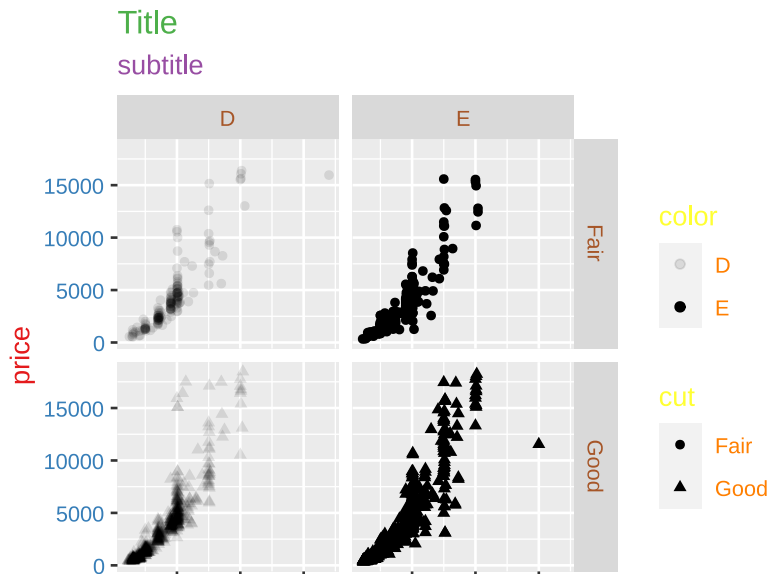 Title
subtitle
D
E
15000
10000
5000
0
Fair
price
15000
10000
5000
0
Good
color
D
E
cut
Fair
Good